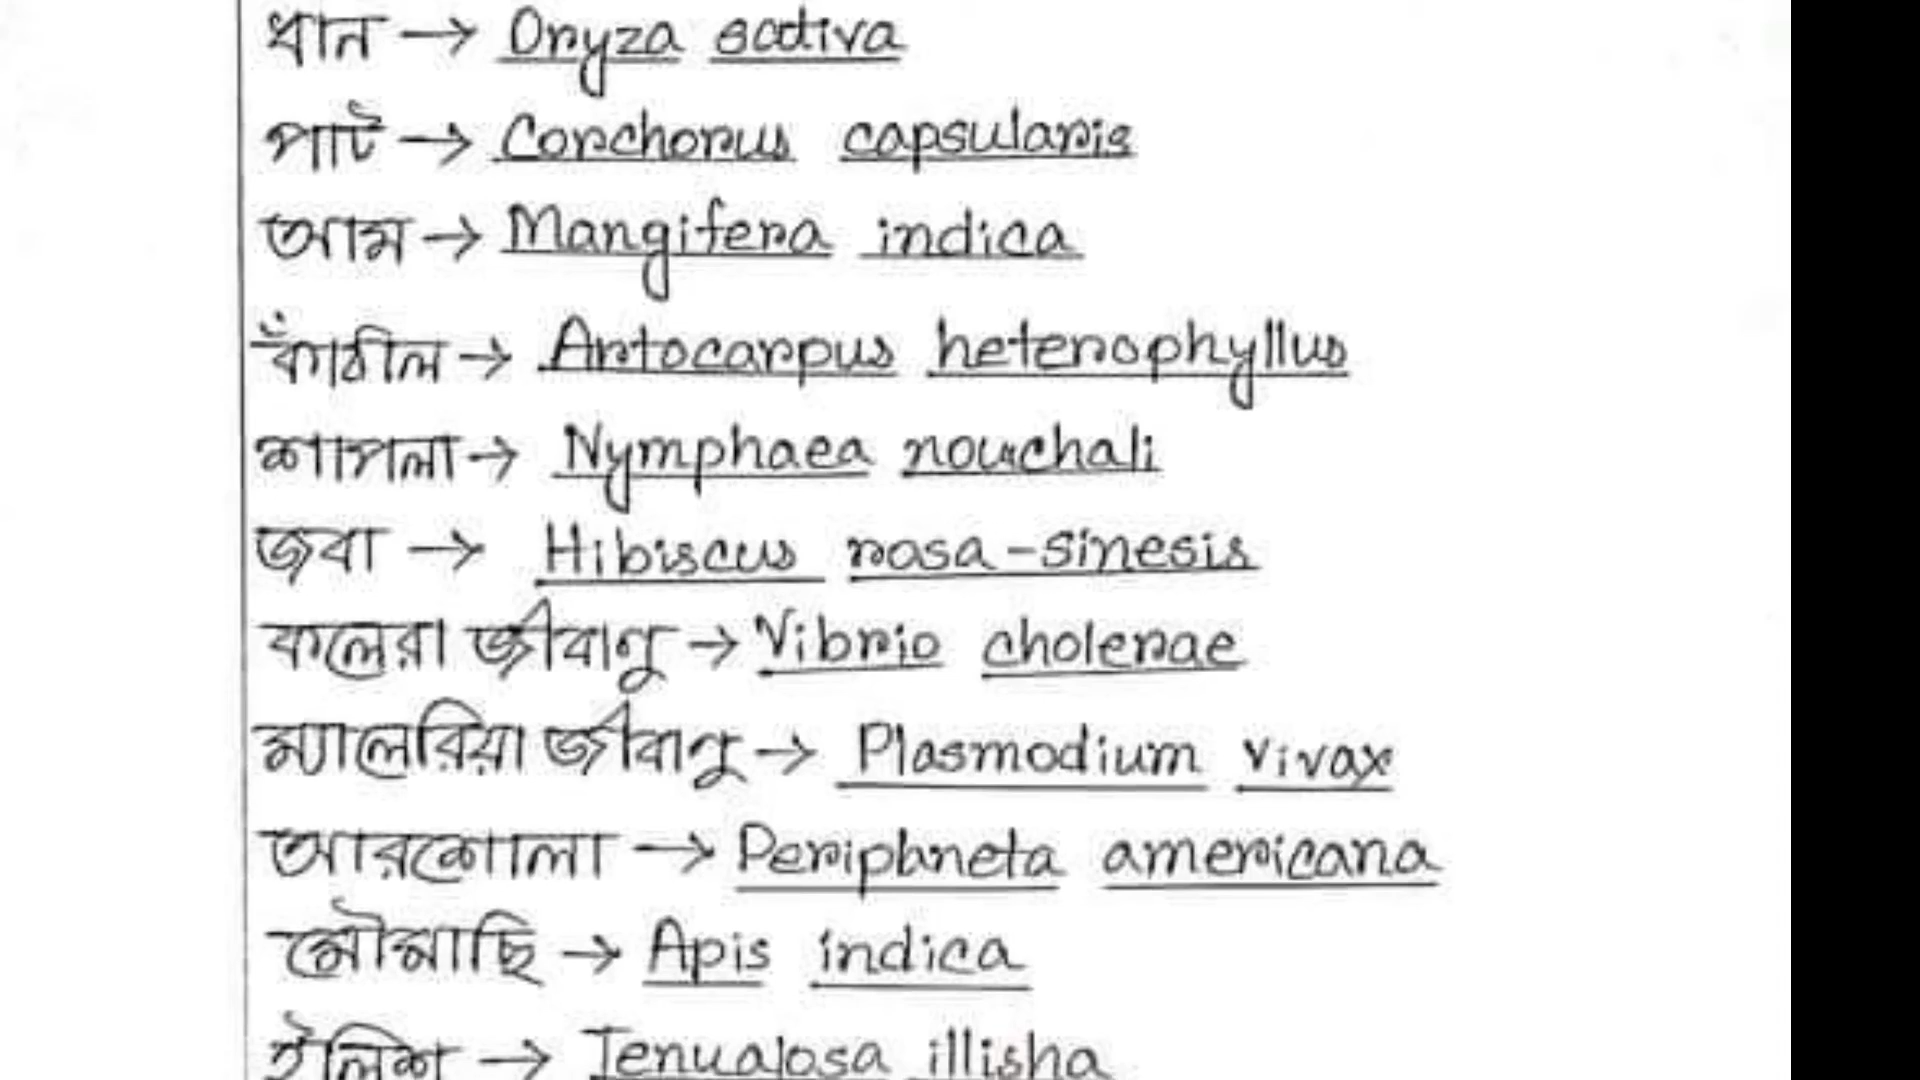 ধান → Oryza sativa
পাট → Corchorus capsularis
আম → Mangifera indica
কাঁঠাল → Artocarpus heterophyllus
শাপলা → Nymphaea nouchali
জবা → Hibiscus rosa-sinesis
কলেরা জীবাণু → Vibrio cholerae
ম্যালেরিয়া জীবাণু → Plasmodium vivax
আরশোলা → Periplaneta americana
মৌমাছি → Apis indica
ইলিশ → Tenualosa illisha